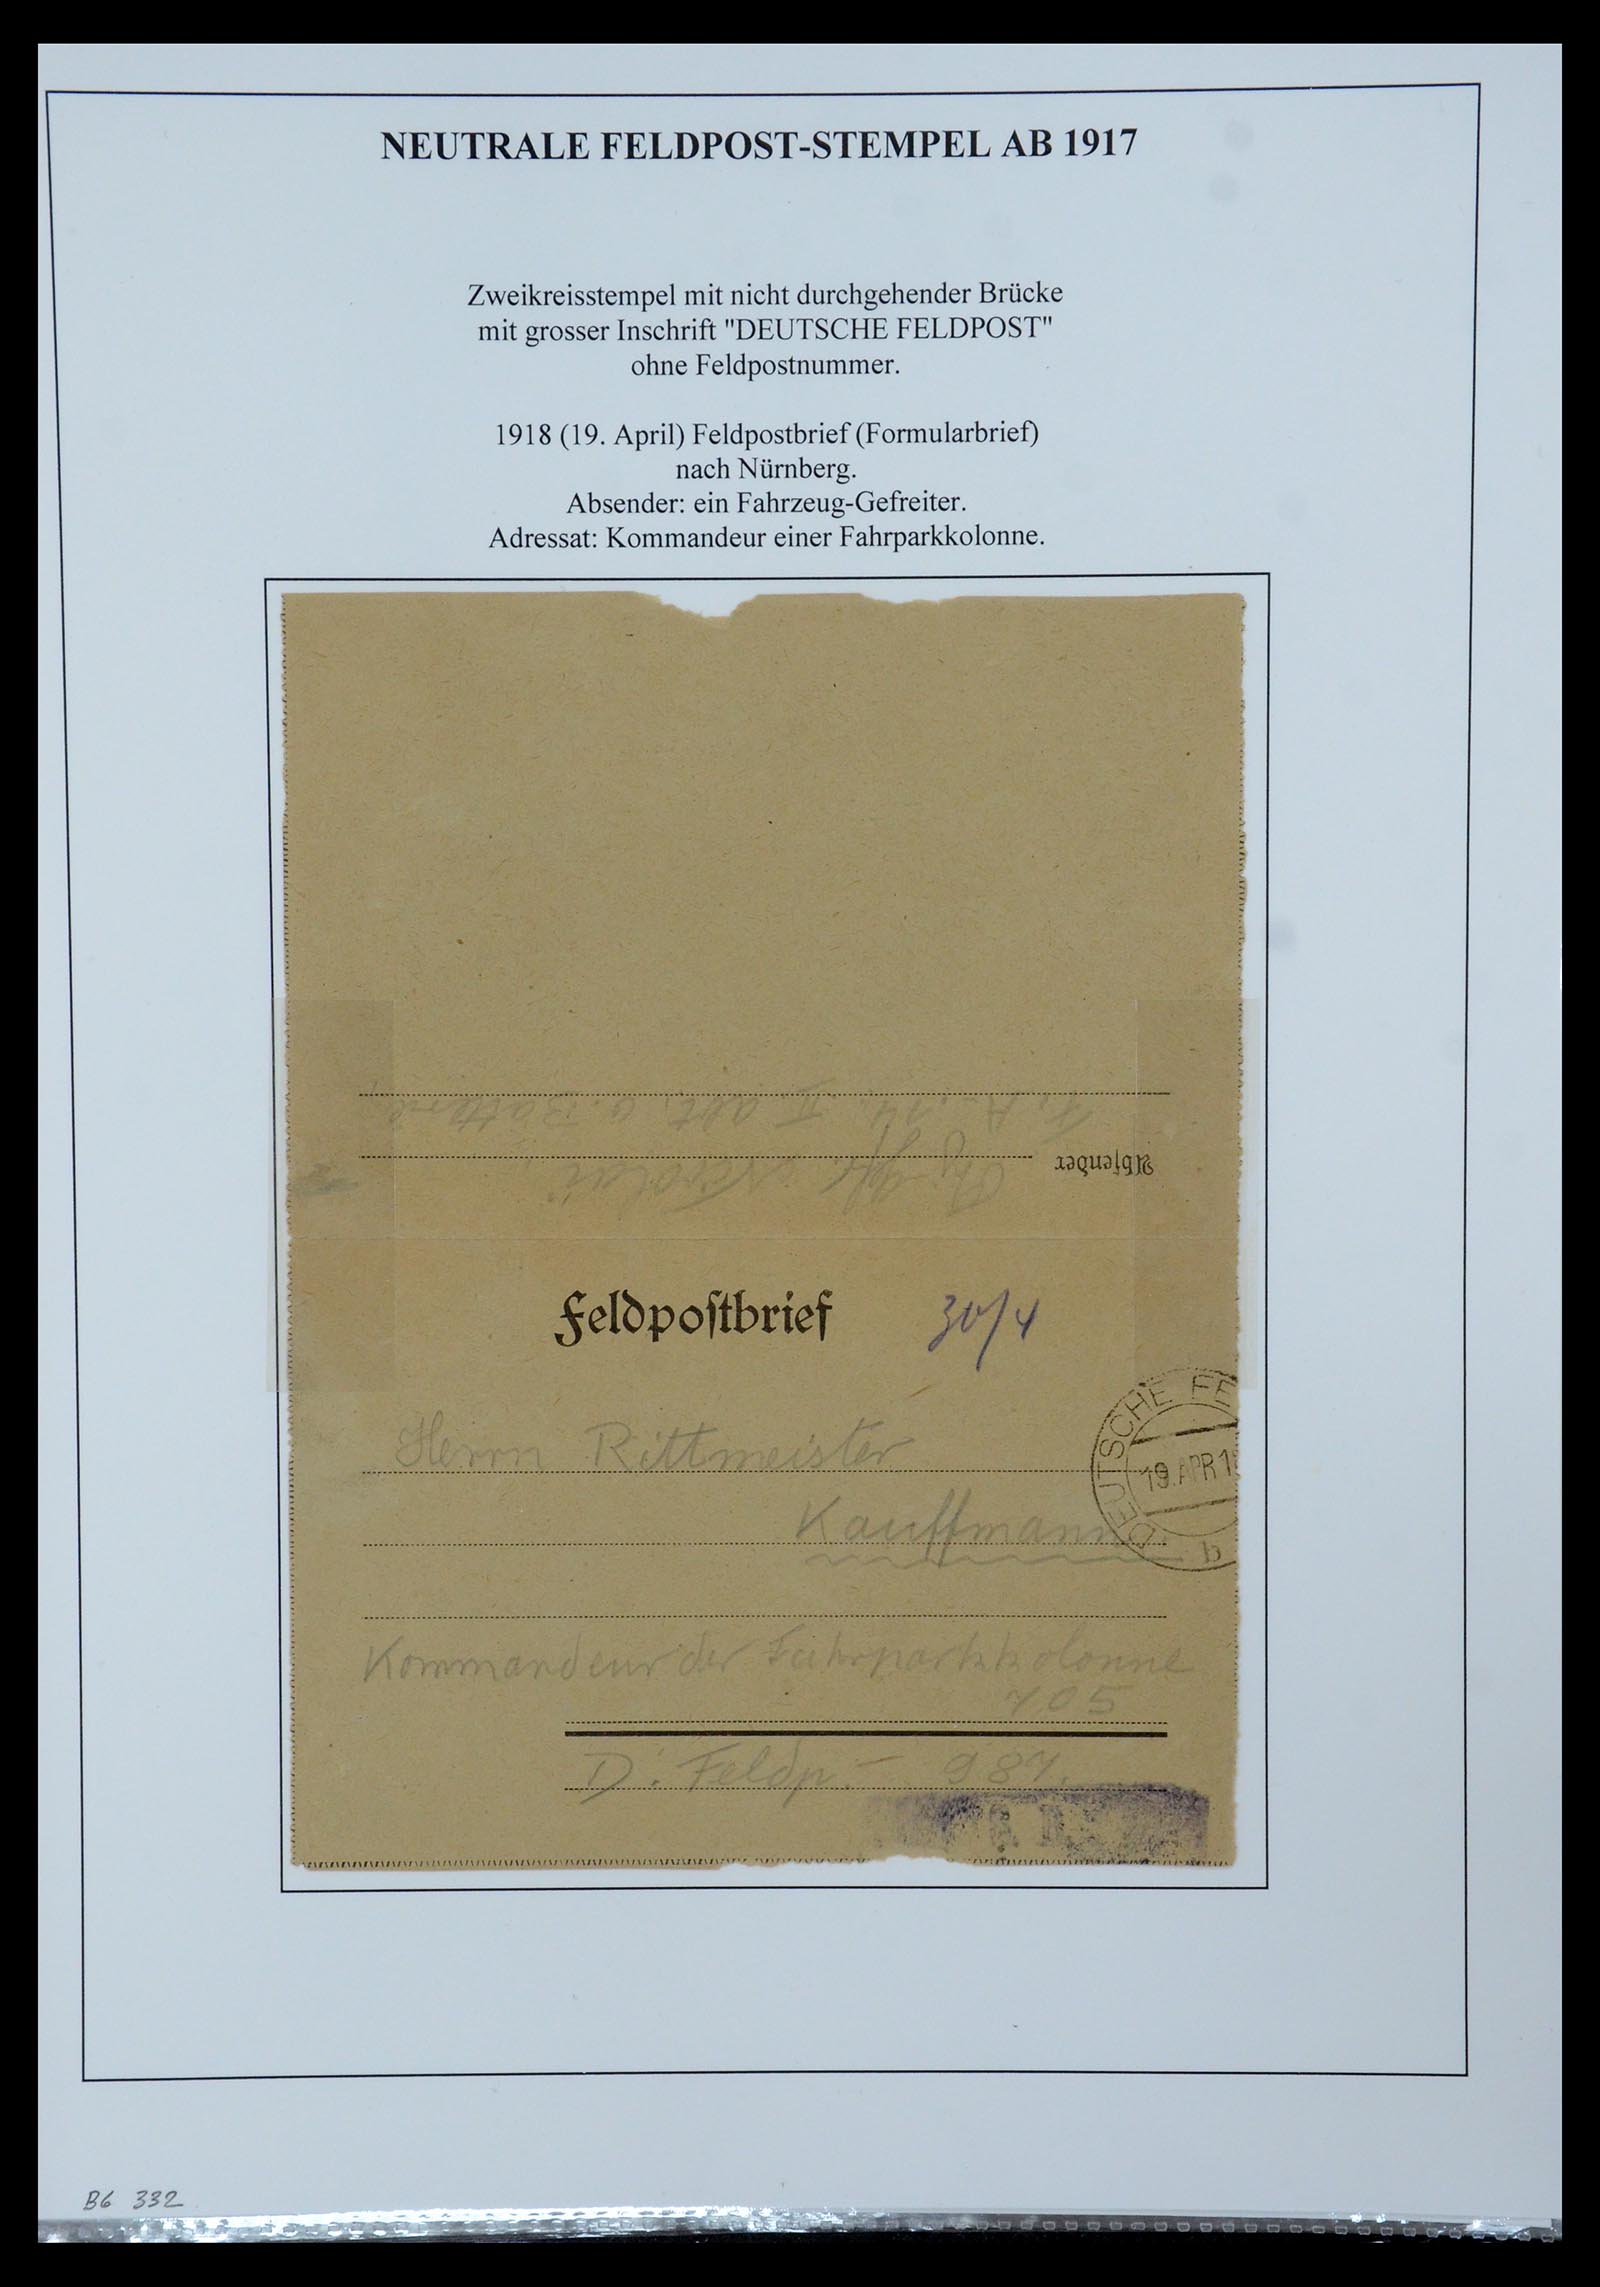 NEUTRALE FELDPOST-STEMPEL AB 1917
Zweikreisstempel mit nicht durchgehender Brücke
mit grosser Inschrift "DEUTSCHE FELDPOST"
ohne Feldpostnummer.
1918 (19. April) Feldpostbrief (Formularbrief)
nach Nürnberg.
Absender: ein Fahrzeug-Gefreiter.
Adressat: Kommandeur einer Fahrparkkolonne.
Absender
Feldpostbrief 30/4
DEUTSCHE FE
19.APR.1
b
Herrn Rittmeister
Kauffmann
Kommandeur der Fahrparkkolonne
705
D. Feldp. - 987.
B6 332